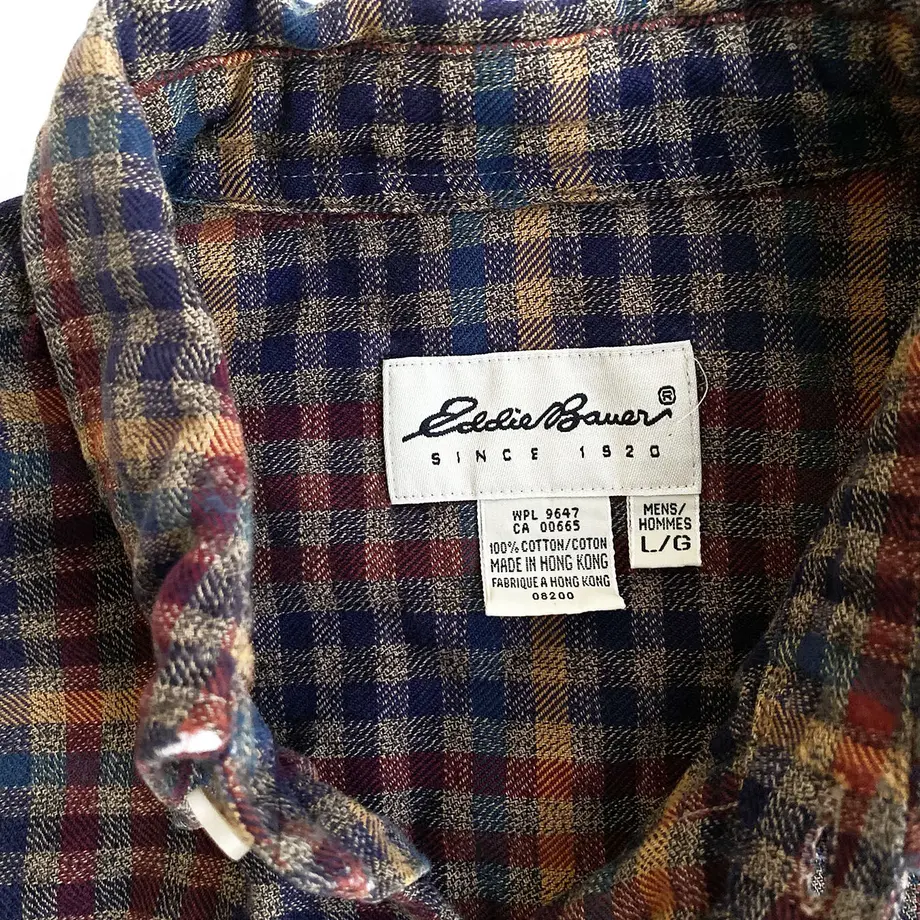 Eddie Bauer®
SINCE 1920
WPL 9647
CA 00665
100% COTTON/COTON
MADE IN HONG KONG
FABRIQUE A HONG KONG
08200
MENS/
HOMMES
L/G